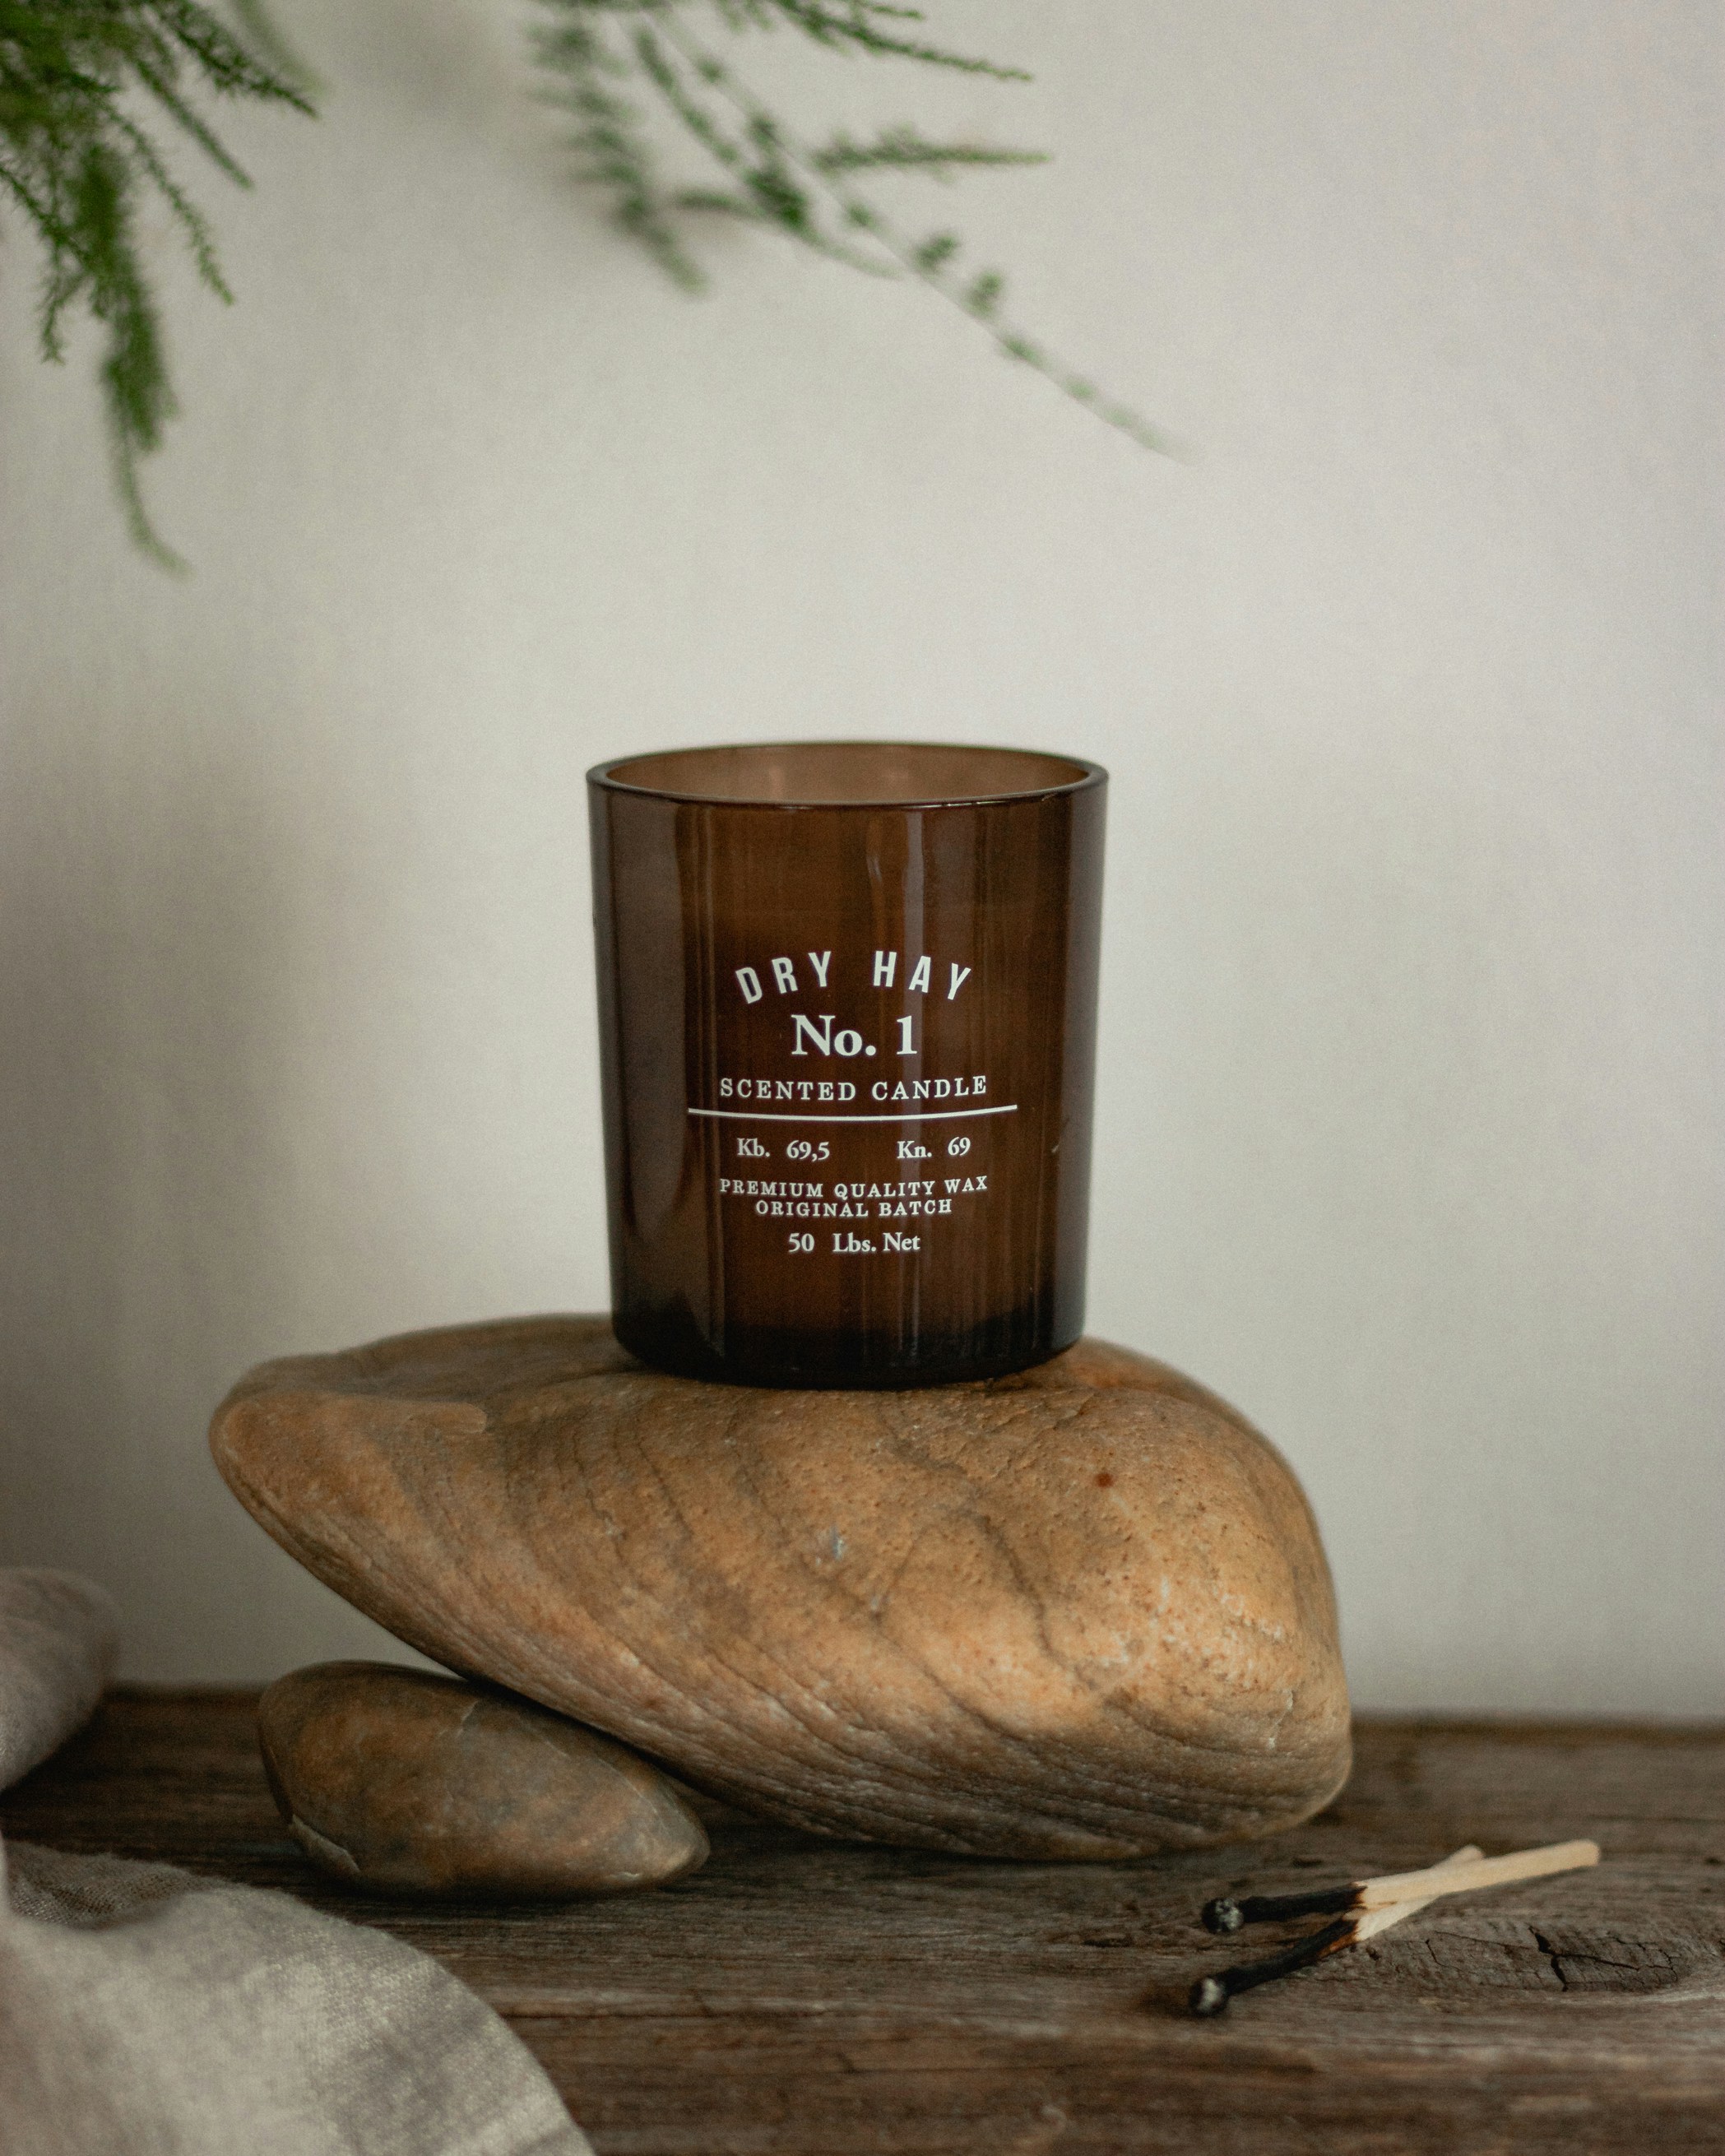 DRY HAY
No. 1
SCENTED CANDLE
Kb. 69,5 Kn. 69
PREMIUM QUALITY WAX
ORIGINAL BATCH
50 Lbs. Net